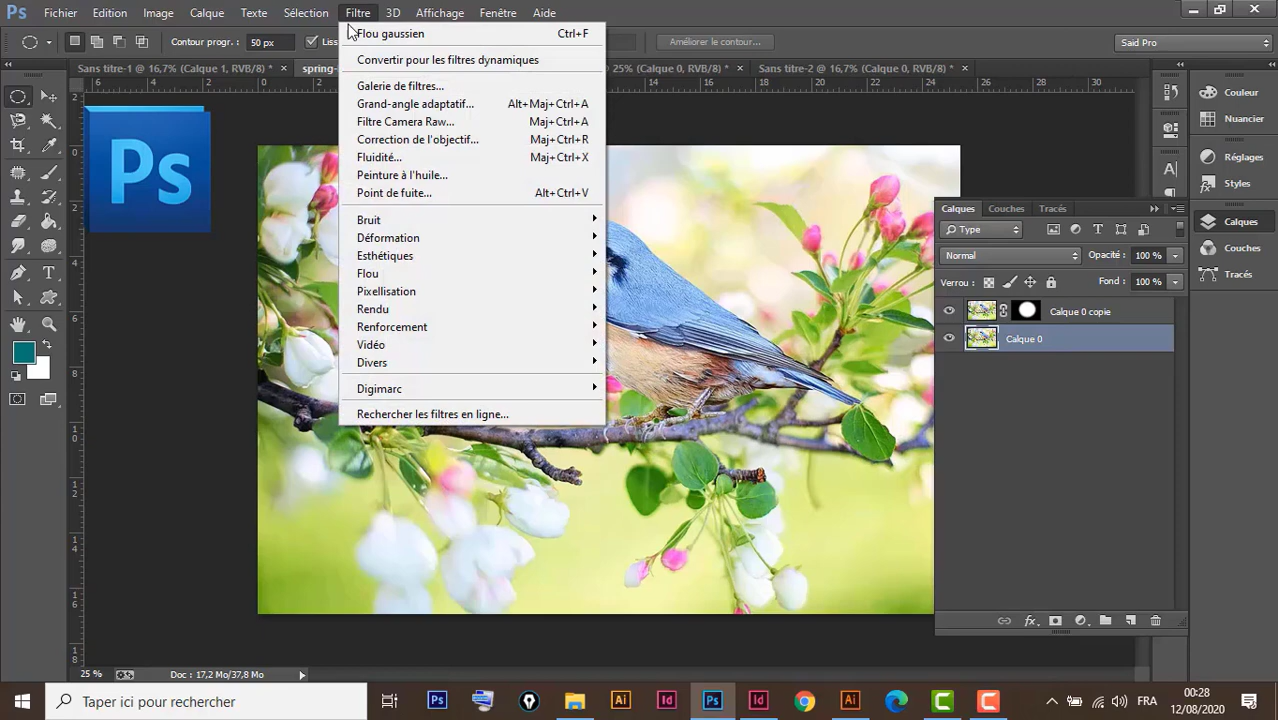 Ps Fichier Edition Image Calque Texte Sélection Filtre 3D Affichage Fenêtre Aide
Contour progr. : 50 px Améliorer le contour... Said Pro
Sans titre-1 @ 16,7% (Calque 1, RVB/8) * × spring- 25% (Calque 0, RVB/8) * × Sans titre-2 @ 16,7% (Calque 0, RVB/8) * ×
Flou gaussien Ctrl+F
Convertir pour les filtres dynamiques
Galerie de filtres...
Grand-angle adaptatif... Alt+Maj+Ctrl+A
Filtre Camera Raw... Maj+Ctrl+A
Correction de l'objectif... Maj+Ctrl+R
Fluidité... Maj+Ctrl+X
Peinture à l'huile...
Point de fuite... Alt+Ctrl+V
Bruit
Déformation
Esthétiques
Flou
Pixellisation
Rendu
Renforcement
Vidéo
Divers
Digimarc
Rechercher les filtres en ligne...
Ps
Couleur
Nuancier
Réglages
Styles
Calques
Couches
Tracés
Calques Couches Tracés
Type
Normal Opacité : 100 %
Verrou : Fond : 100 %
Calque 0 copie
Calque 0
25 % Doc : 17,2 Mo/37,8 Mo
Taper ici pour rechercher
FRA
00:28
12/08/2020